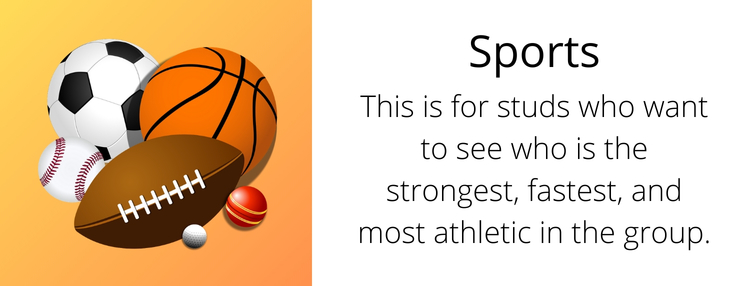 Sports
This is for studs who want
to see who is the
strongest, fastest, and
most athletic in the group.